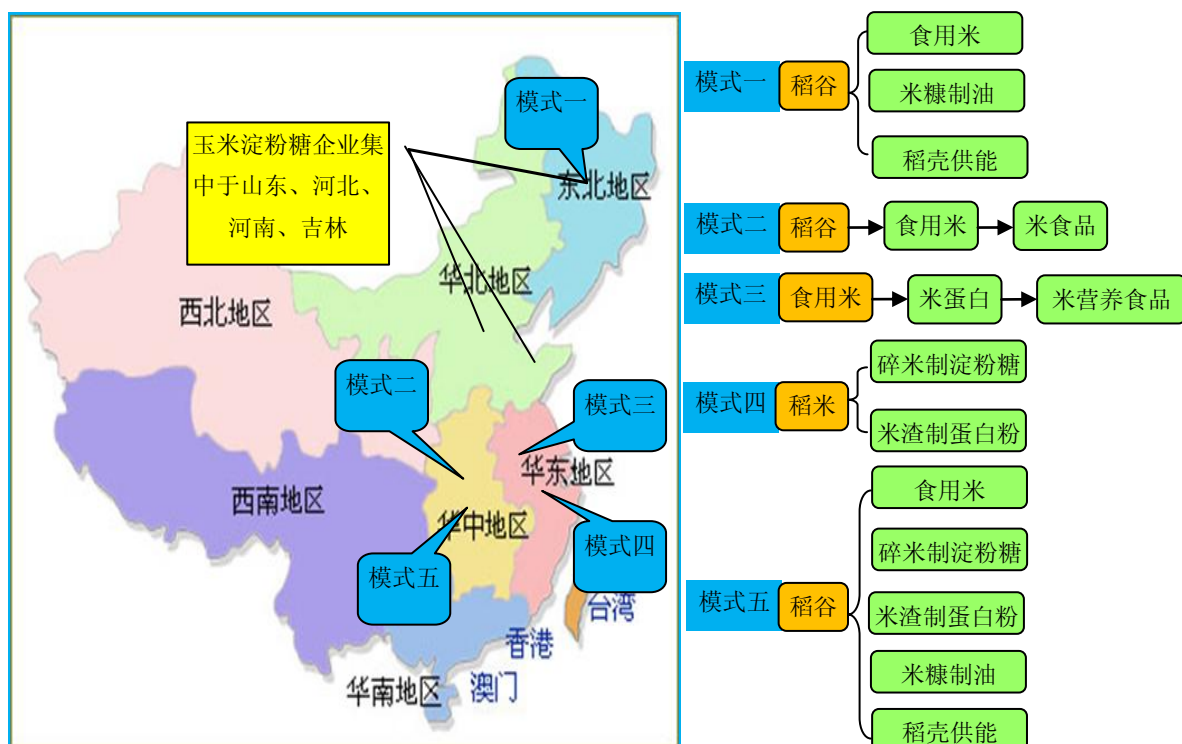 模式一
玉米淀粉糖企业集
中于山东、河北、
河南、吉林
东北地区
华北地区
西北地区
模式二
模式三
华东地区
西南地区
华中地区
模式四
模式五
台湾
香港
澳门
华南地区
模式一
稻谷
食用米
米糠制油
稻壳供能
模式二
稻谷
食用米
米食品
模式三
食用米
米蛋白
米营养食品
模式四
稻米
碎米制淀粉糖
米渣制蛋白粉
模式五
稻谷
食用米
碎米制淀粉糖
米渣制蛋白粉
米糠制油
稻壳供能